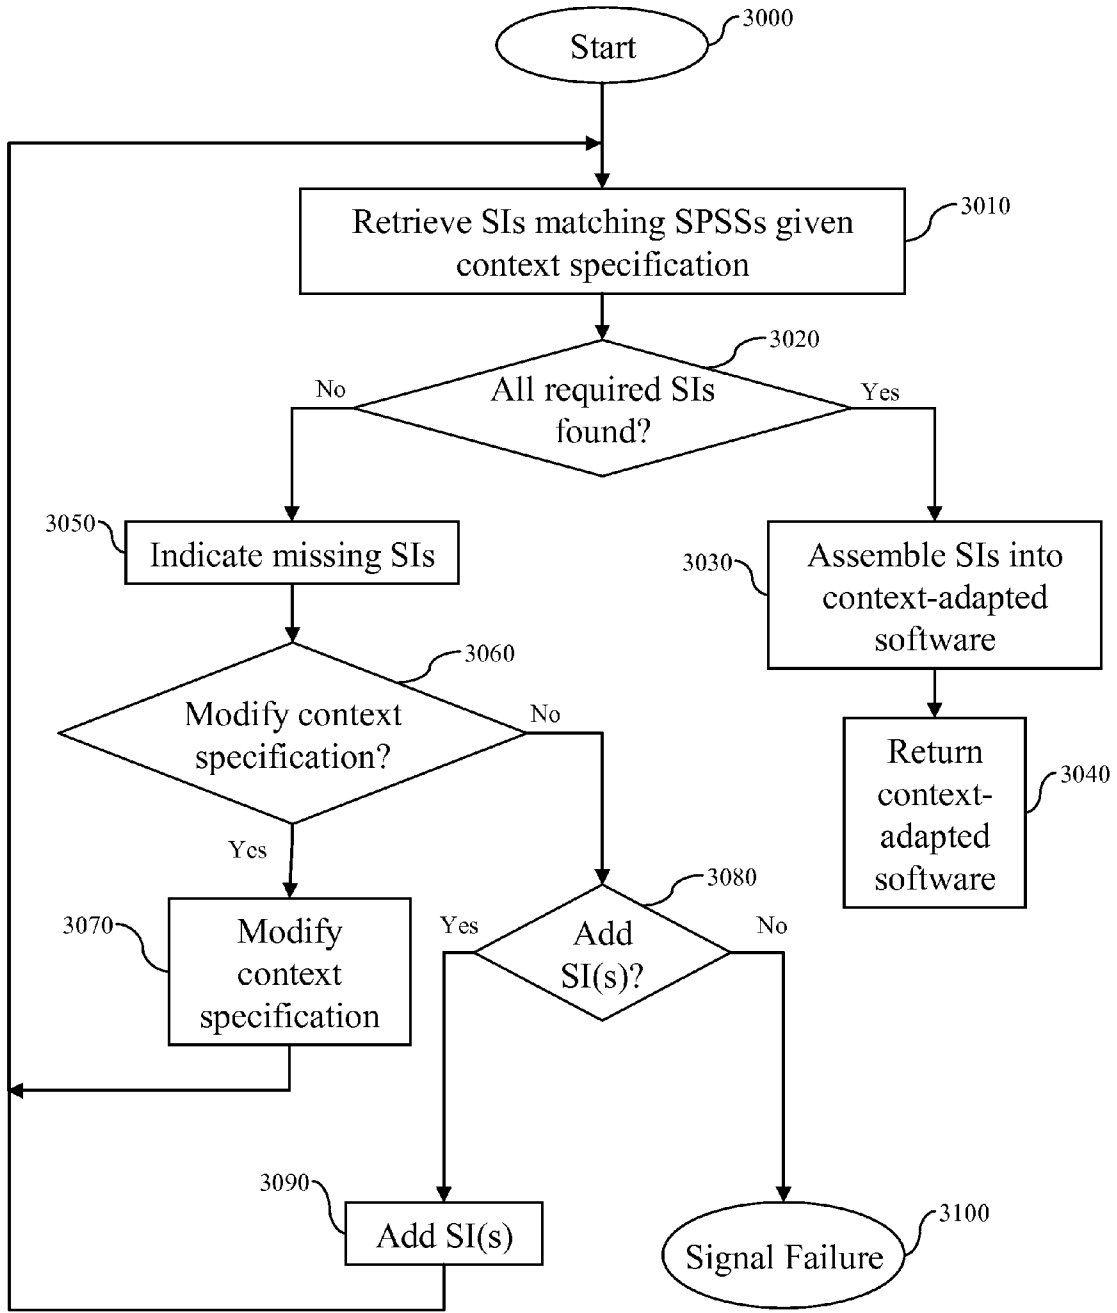 3000
Start
Retrieve SIs matching SPSSs given
context specification
3010
3020
All required SIs
found?
No
Yes
3050
Indicate missing SIs
3030
Assemble SIs into
context-adapted
software
3060
Modify context
specification?
No
Yes
Return
context-
adapted
software
3040
3070
Modify
context
specification
3080
Add
SI(s)?
Yes
No
3090
Add SI(s)
3100
Signal Failure